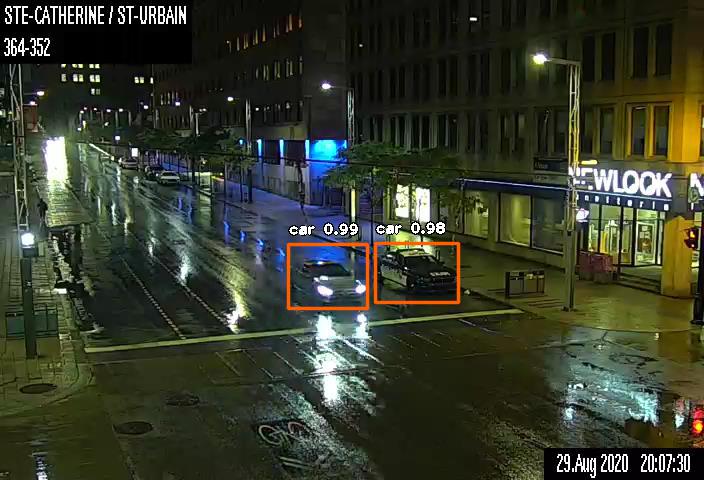 STE-CATHERINE / ST-URBAIN
364-352
car 0.99
car 0.98
NEWLOOK
29.Aug 2020 20:07:30